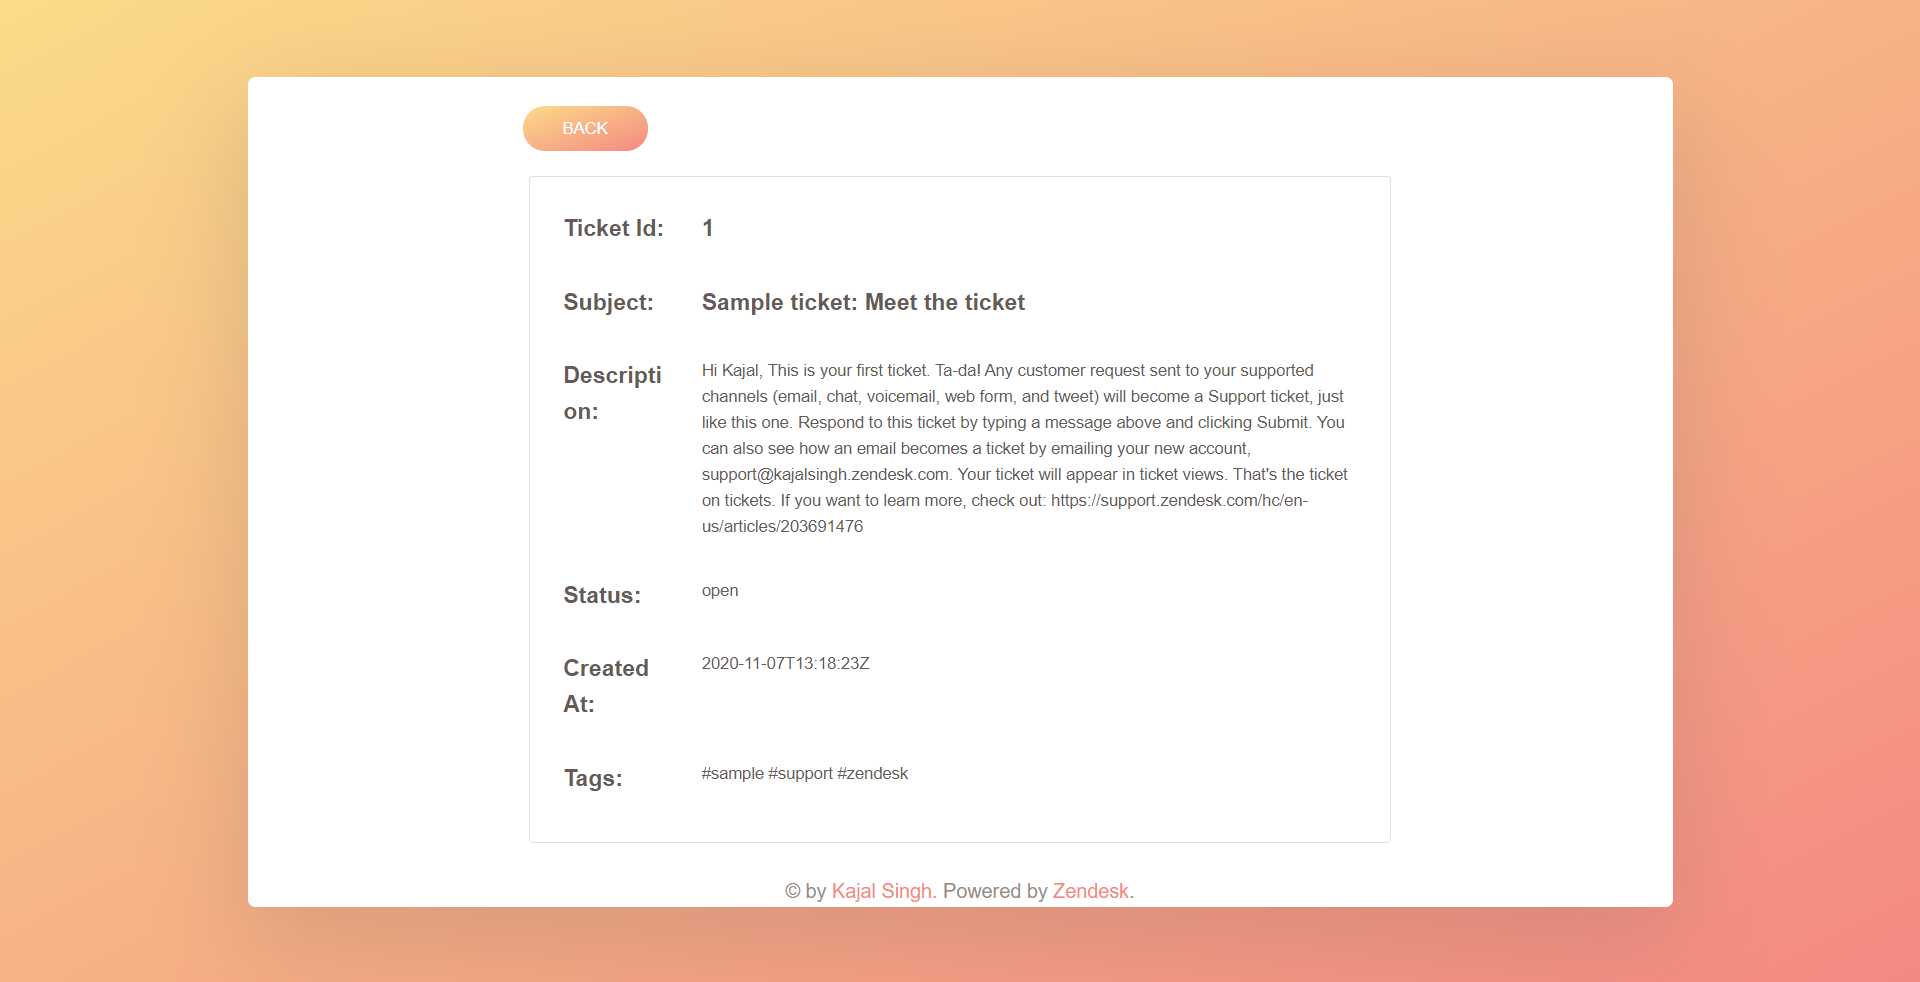 BACK
Ticket Id: 1
Subject: Sample ticket: Meet the ticket
Descripti
on:
Hi Kajal, This is your first ticket. Ta-da! Any customer request sent to your supported
channels (email, chat, voicemail, web form, and tweet) will become a Support ticket, just
like this one. Respond to this ticket by typing a message above and clicking Submit. You
can also see how an email becomes a ticket by emailing your new account,
support@kajalsingh.zendesk.com. Your ticket will appear in ticket views. That's the ticket
on tickets. If you want to learn more, check out: https://support.zendesk.com/hc/en-
us/articles/203691476
Status: open
Created
At:
2020-11-07T13:18:23Z
Tags: #sample #support #zendesk
© by Kajal Singh. Powered by Zendesk.